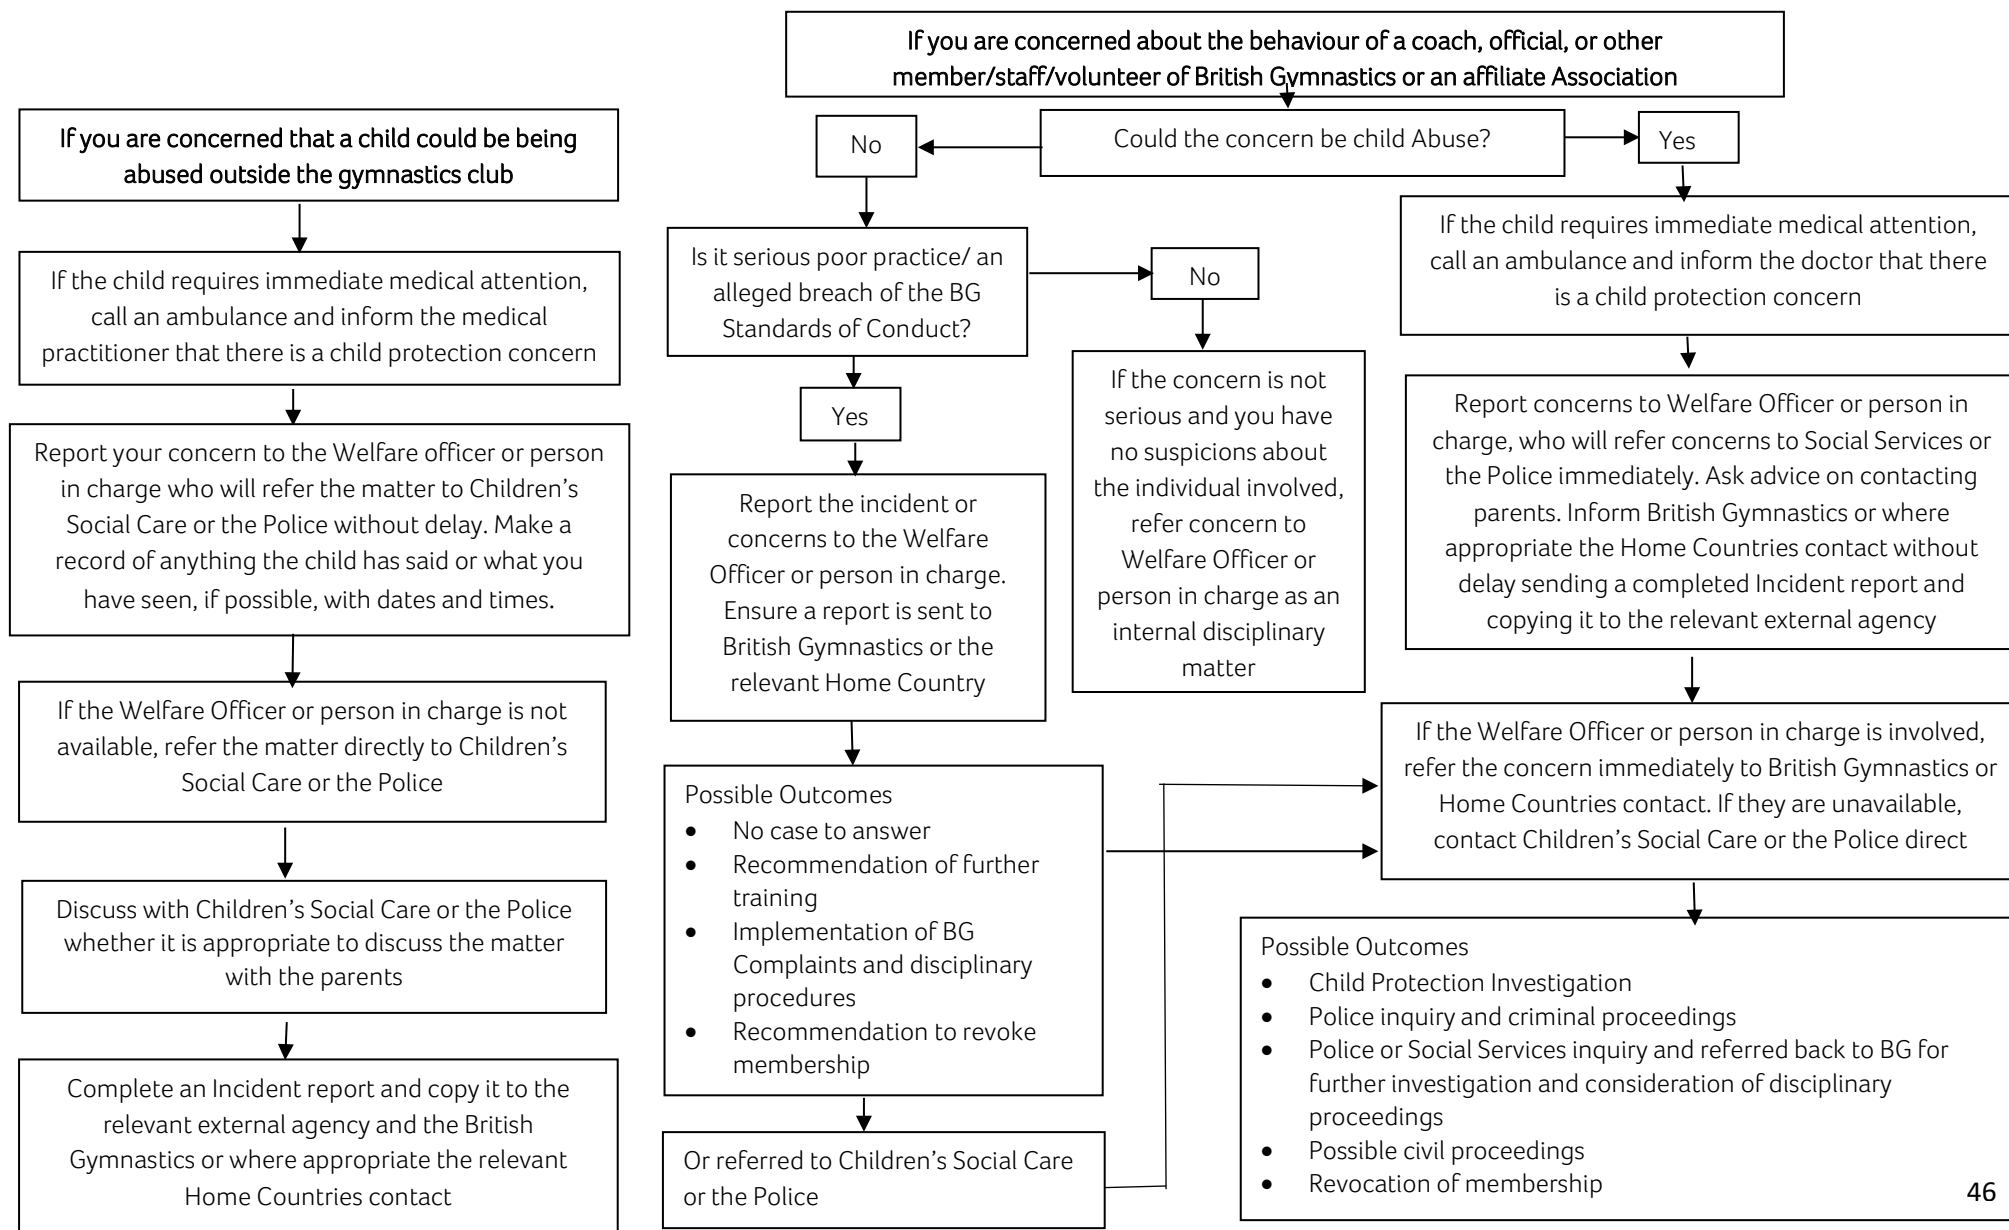 If you are concerned that a child could be being
abused outside the gymnastics club
If the child requires immediate medical attention,
call an ambulance and inform the medical
practitioner that there is a child protection concern
Report your concern to the Welfare officer or person
in charge who will refer the matter to Children's
Social Care or the Police without delay. Make a
record of anything the child has said or what you
have seen, if possible, with dates and times.
If the Welfare Officer or person in charge is not
available, refer the matter directly to Children's
Social Care or the Police
Discuss with Children's Social Care or the Police
whether it is appropriate to discuss the matter
with the parents
Complete an Incident report and copy it to the
relevant external agency and the British
Gymnastics or where appropriate the relevant
Home Countries contact
If you are concerned about the behaviour of a coach, official, or other
member/staff/volunteer of British Gymnastics or an affiliate Association
Could the concern be child Abuse?
No
Yes
Is it serious poor practice/ an
alleged breach of the BG
Standards of Conduct?
No
If the concern is not
serious and you have
no suspicions about
the individual involved,
refer concern to
Welfare Officer or
person in charge as an
internal disciplinary
matter
Yes
Report the incident or
concerns to the Welfare
Officer or person in charge.
Ensure a report is sent to
British Gymnastics or the
relevant Home Country
Possible Outcomes
• No case to answer
• Recommendation of further
training
• Implementation of BG
Complaints and disciplinary
procedures
• Recommendation to revoke
membership
Or referred to Children's Social Care
or the Police
If the child requires immediate medical attention,
call an ambulance and inform the doctor that there
is a child protection concern
Report concerns to Welfare Officer or person in
charge, who will refer concerns to Social Services or
the Police immediately. Ask advice on contacting
parents. Inform British Gymnastics or where
appropriate the Home Countries contact without
delay sending a completed Incident report and
copying it to the relevant external agency
If the Welfare Officer or person in charge is involved,
refer the concern immediately to British Gymnastics or
Home Countries contact. If they are unavailable,
contact Children's Social Care or the Police direct
Possible Outcomes
• Child Protection Investigation
• Police inquiry and criminal proceedings
• Police or Social Services inquiry and referred back to BG for
further investigation and consideration of disciplinary
proceedings
• Possible civil proceedings
• Revocation of membership
46